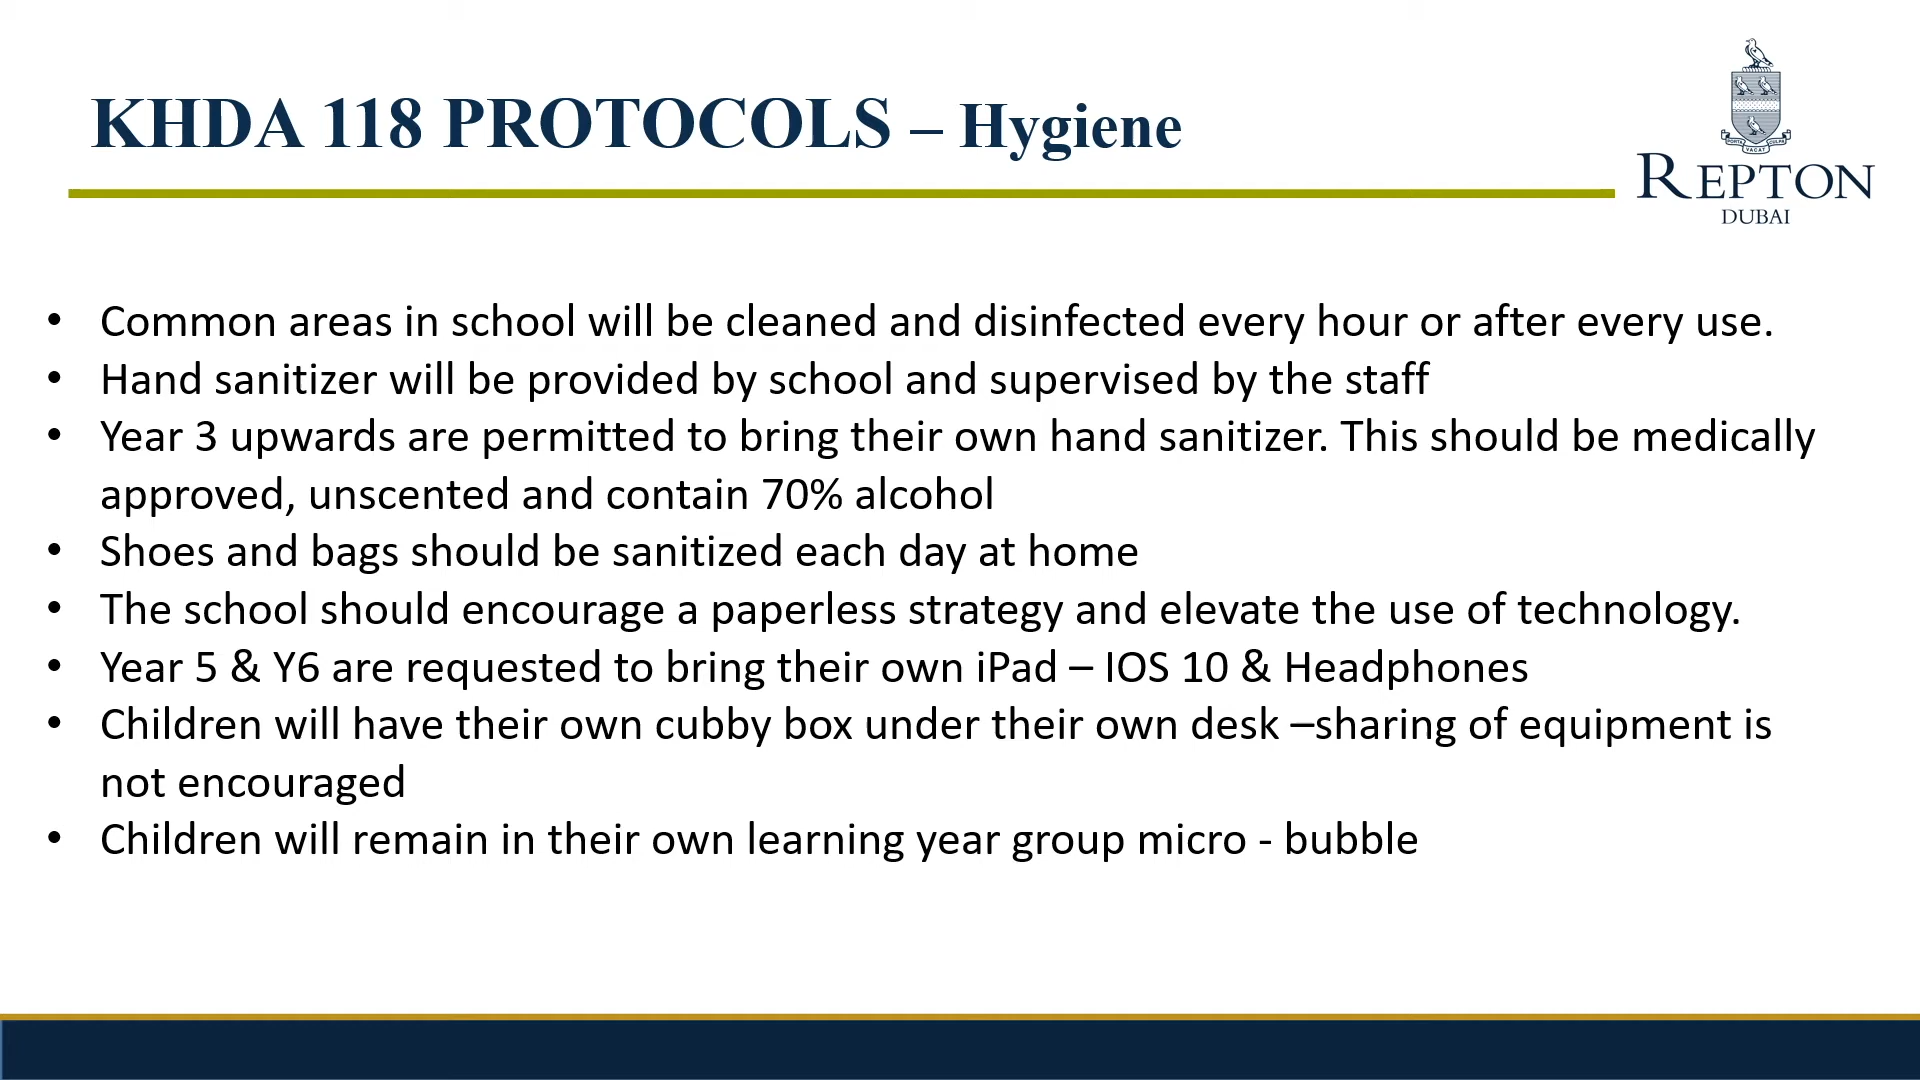 KHDA 118 PROTOCOLS – Hygiene
PORTA VACAT CULPA
REPTON
DUBAI
• Common areas in school will be cleaned and disinfected every hour or after every use.
• Hand sanitizer will be provided by school and supervised by the staff
• Year 3 upwards are permitted to bring their own hand sanitizer. This should be medically
approved, unscented and contain 70% alcohol
• Shoes and bags should be sanitized each day at home
• The school should encourage a paperless strategy and elevate the use of technology.
• Year 5 & Y6 are requested to bring their own iPad – IOS 10 & Headphones
• Children will have their own cubby box under their own desk –sharing of equipment is
not encouraged
• Children will remain in their own learning year group micro - bubble